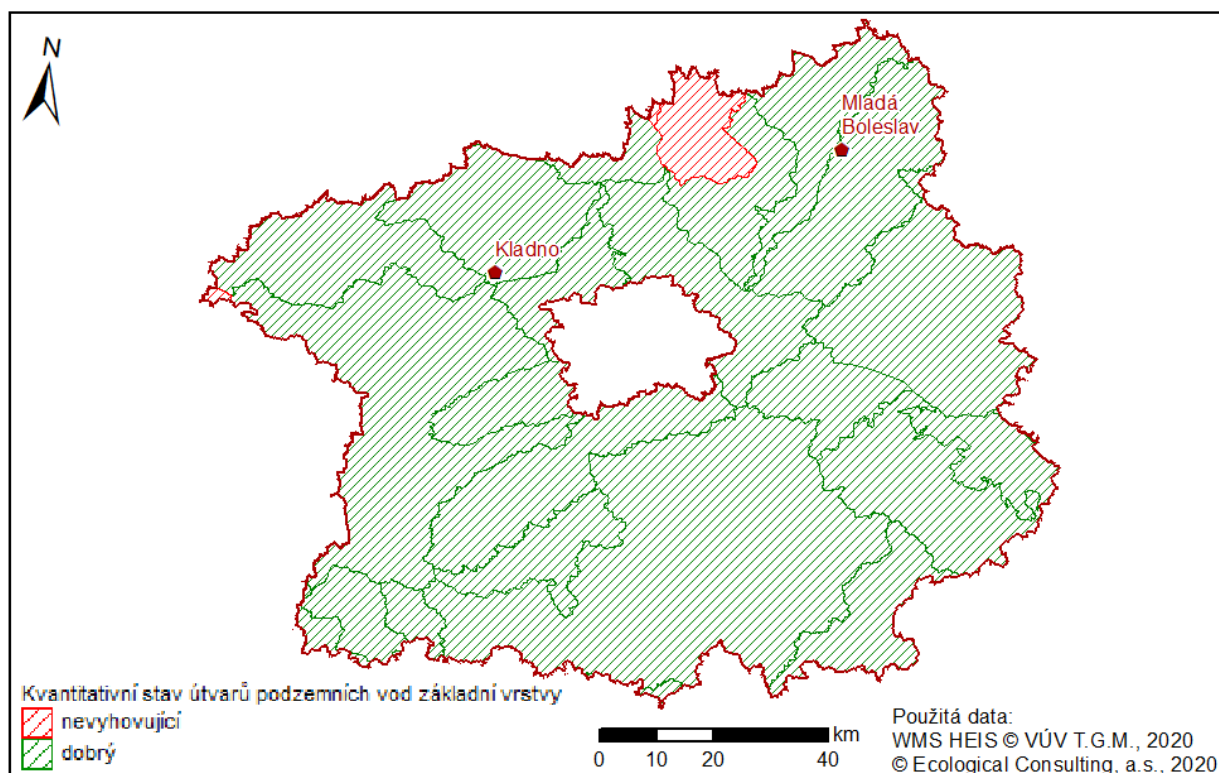 N
Mladá
Boleslav
Kladno
Kvantitativní stav útvarů podzemních vod základní vrstvy
nevyhovující
dobrý
km
0 10 20 40
Použitá data:
WMS HEIS © VÚV T.G.M., 2020
© Ecological Consulting, a.s., 2020